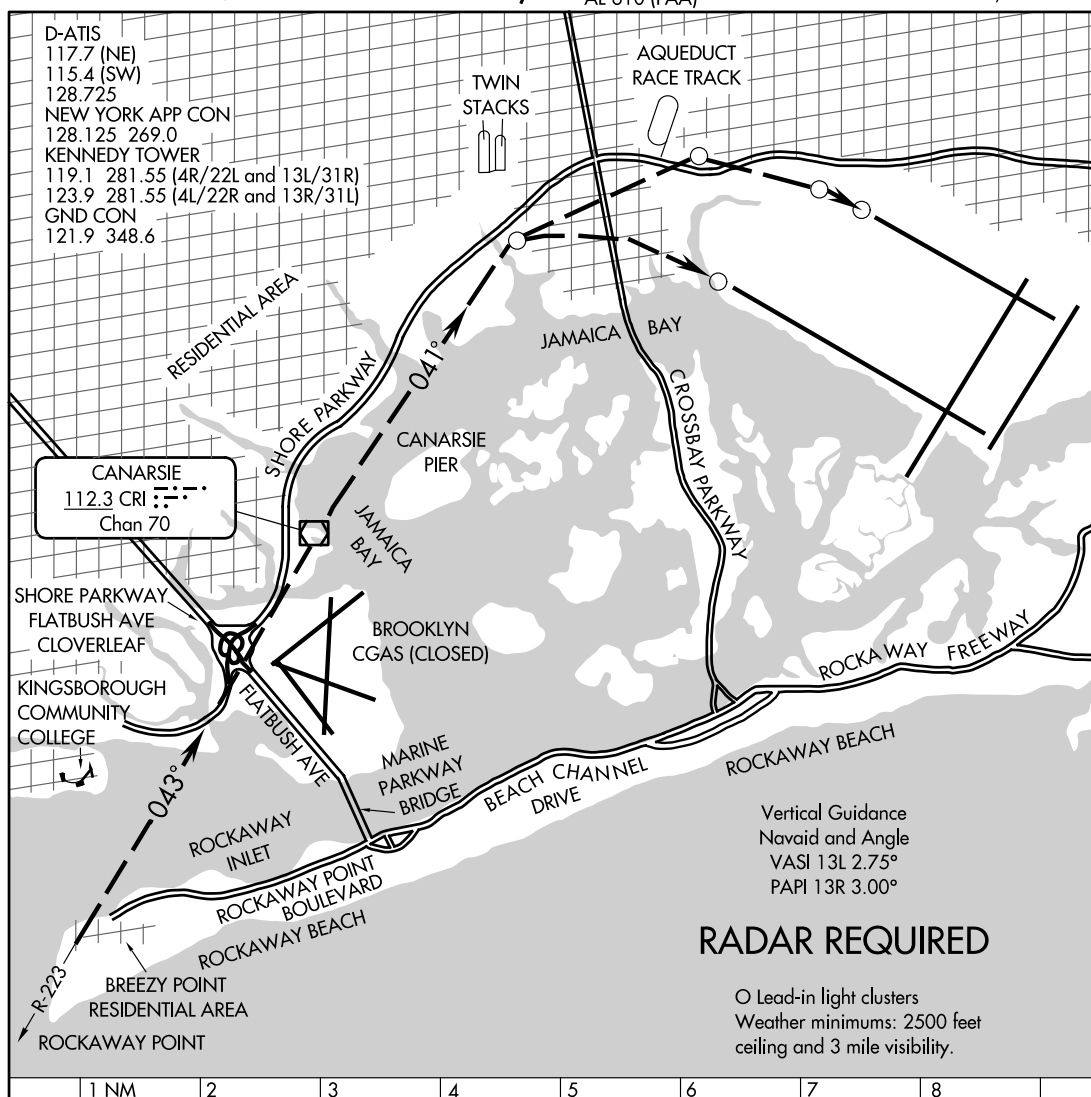 AL-610 (FAA)
D-ATIS
117.7 (NE)
115.4 (SW)
128.725
NEW YORK APP CON
128.125 269.0
KENNEDY TOWER
119.1 281.55 (4R/22L and 13L/31R)
123.9 281.55 (4L/22R and 13R/31L)
GND CON
121.9 348.6
TWIN
STACKS
AQUEDUCT
RACE TRACK
RESIDENTIAL AREA
SHORE PARKWAY
041°
JAMAICA BAY
CROSSBAY PARKWAY
CANARSIE
PIER
CANARSIE
112.3 CRI
Chan 70
JAMAICA
BAY
SHORE PARKWAY
FLATBUSH AVE
CLOVERLEAF
BROOKLYN
CGAS (CLOSED)
KINGSBOROUGH
COMMUNITY
COLLEGE
FLATBUSH AVE
043°
MARINE
PARKWAY
BRIDGE
ROCKAWAY FREEWAY
ROCKAWAY BEACH
BEACH CHANNEL
DRIVE
ROCKAWAY
INLET
ROCKAWAY POINT
BOULEVARD
ROCKAWAY BEACH
Vertical Guidance
Navaid and Angle
VASI 13L 2.75°
PAPI 13R 3.00°
RADAR REQUIRED
R-223
BREEZY POINT
RESIDENTIAL AREA
ROCKAWAY POINT
O Lead-in light clusters
Weather minimums: 2500 feet
ceiling and 3 mile visibility.
1 NM 2 3 4 5 6 7 8